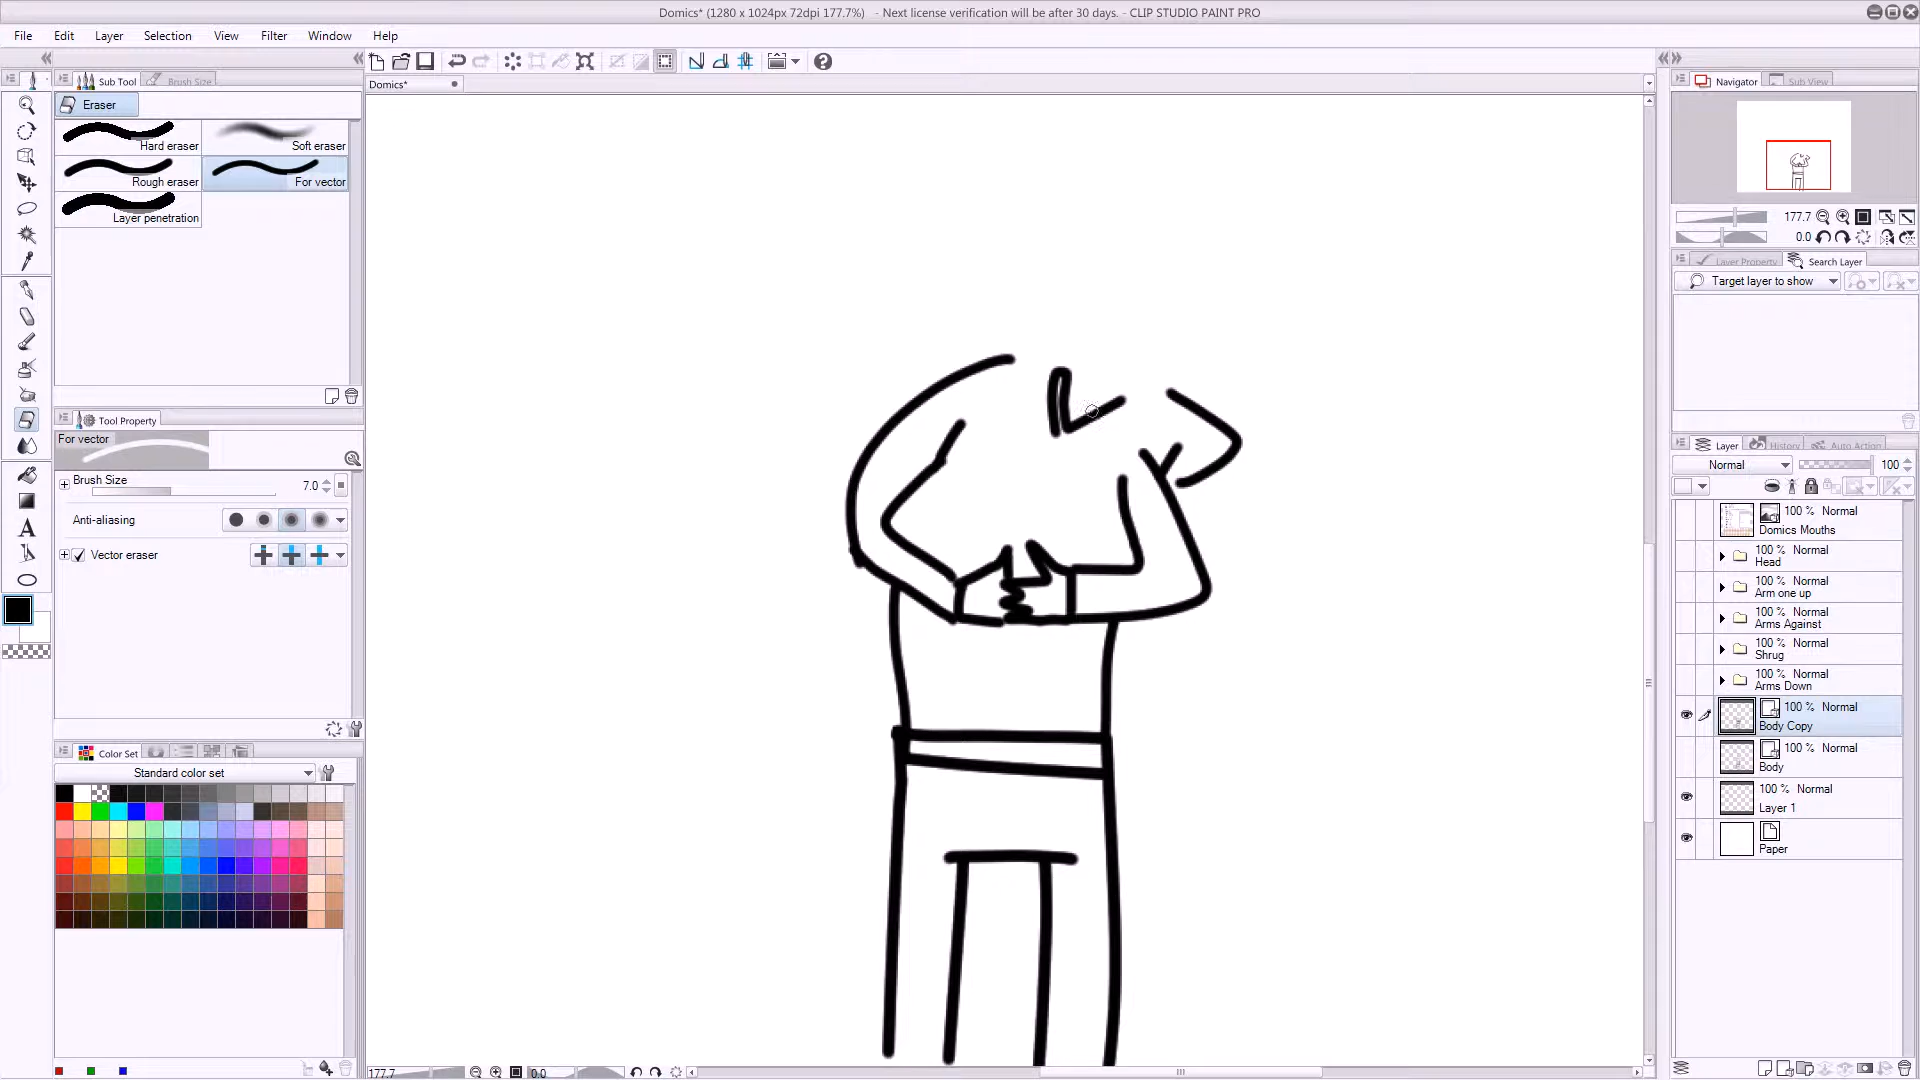 Domics* (1280 x 1024px 72dpi 177.7%) - Next license verification will be after 30 days. - CLIP STUDIO PAINT PRO
File Edit Layer Selection View Filter Window Help
Sub Tool Brush Size
Domics*
Navigator Sub View
Eraser
Hard eraser Soft eraser
Rough eraser For vector
Layer penetration
177.7
0.0
Layer Property Search Layer
Target layer to show
Tool Property
For vector
Layer History Auto Action
Normal 100
Brush Size 7.0
Anti-aliasing
Vector eraser
100 % Normal
Domics Mouths
100 % Normal
Head
100 % Normal
Arm one up
100 % Normal
Arms Against
100 % Normal
Shrug
100 % Normal
Arms Down
100 % Normal
Body Copy
100 % Normal
Body
100 % Normal
Layer 1
Paper
Color Set
Standard color set
177.7 0.0